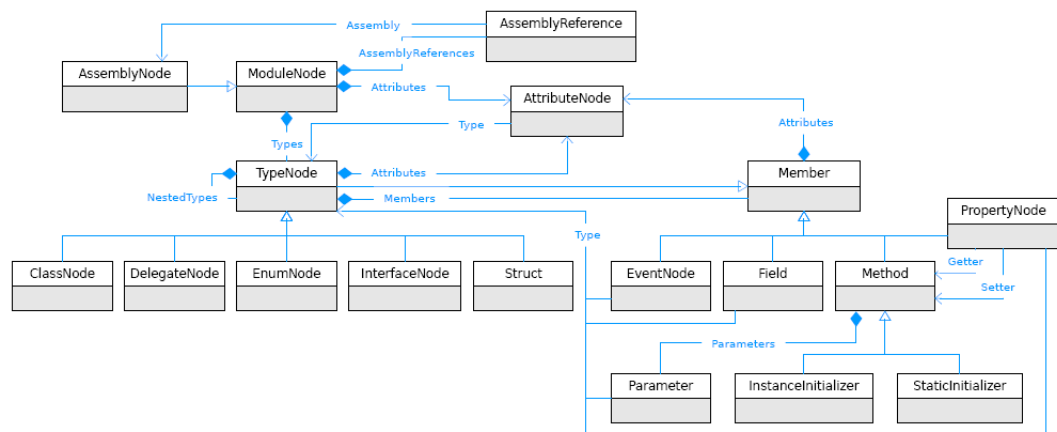 Assembly
AssemblyReference
AssemblyReferences
AssemblyNode
ModuleNode
Attributes
AttributeNode
Type
Attributes
Types
TypeNode
Attributes
Member
NestedTypes
Members
PropertyNode
Type
ClassNode
DelegateNode
EnumNode
InterfaceNode
Struct
EventNode
Field
Method
Getter
Setter
Parameters
Parameter
InstanceInitializer
StaticInitializer